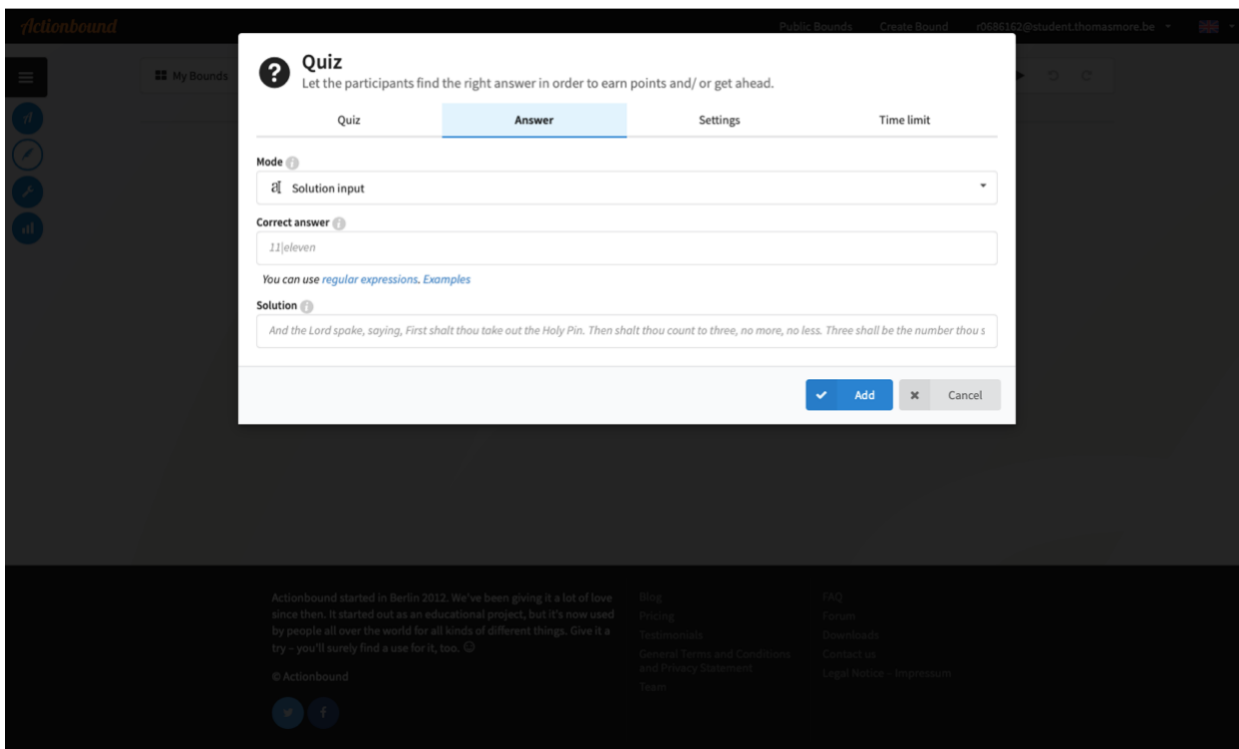 Actionbound
Public Bounds Create Bound r0686162@student.thomasmore.be
My Bounds
Quiz
Let the participants find the right answer in order to earn points and/ or get ahead.
Quiz Answer Settings Time limit
Mode
Solution input
Correct answer
11|eleven
You can use regular expressions. Examples
Solution
And the Lord spake, saying, First shalt thou take out the Holy Pin. Then shalt thou count to three, no more, no less. Three shall be the number thou s
Add Cancel
Actionbound started in Berlin 2012. We've been giving it a lot of love
since then. It started out as an educational project, but it's now used
by people all over the world for all kinds of different things. Give it a
try – you'll surely find a use for it, too.
© Actionbound
Blog
Pricing
Testimonials
General Terms and Conditions
and Privacy Statement
Team
FAQ
Forum
Downloads
Contact us
Legal Notice - Impressum